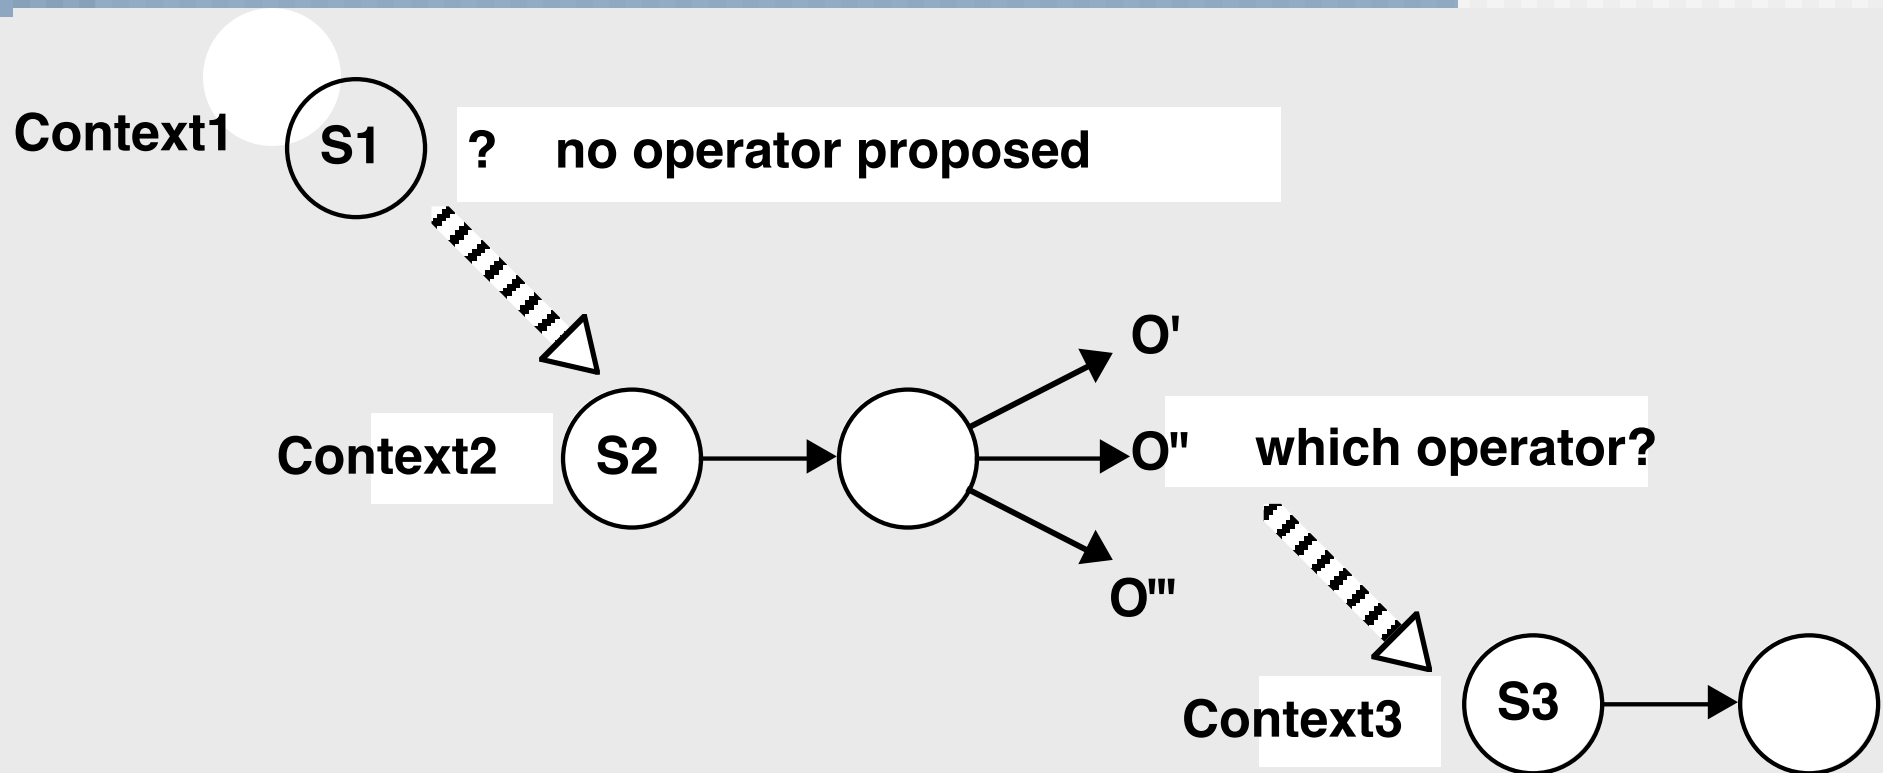 Context1 S1 ? no operator proposed
O'
Context2 S2 O" which operator?
O'''
Context3 S3